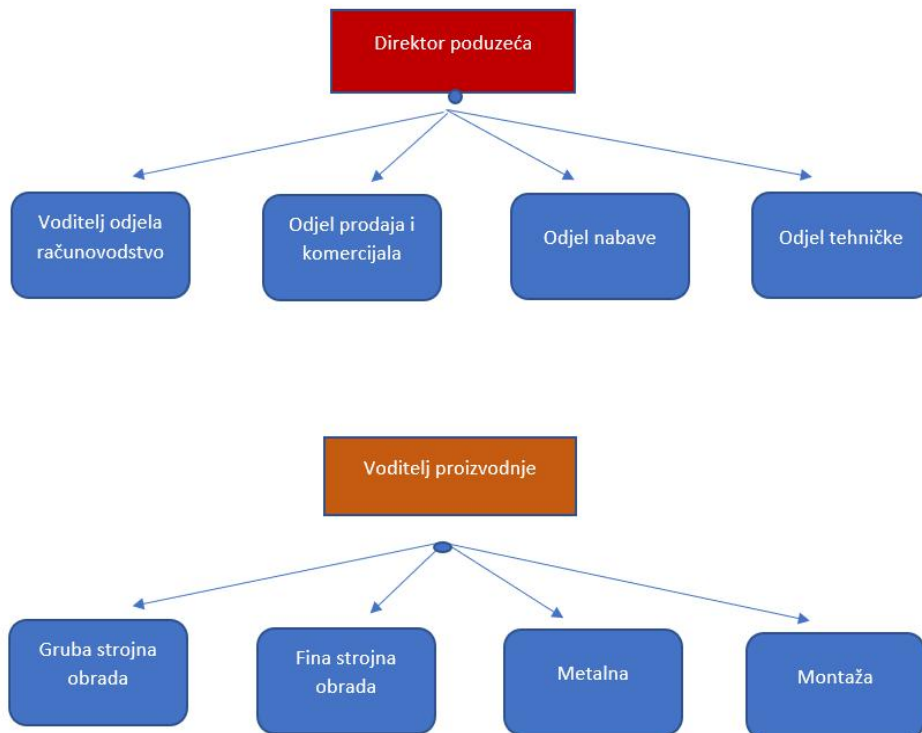 Direktor poduzeća
Voditelj odjela
računovodstvo
Odjel prodaja i
komercijala
Odjel nabave
Odjel tehničke
Voditelj proizvodnje
Gruba strojna
obrada
Fina strojna
obrada
Metalna
Montaža